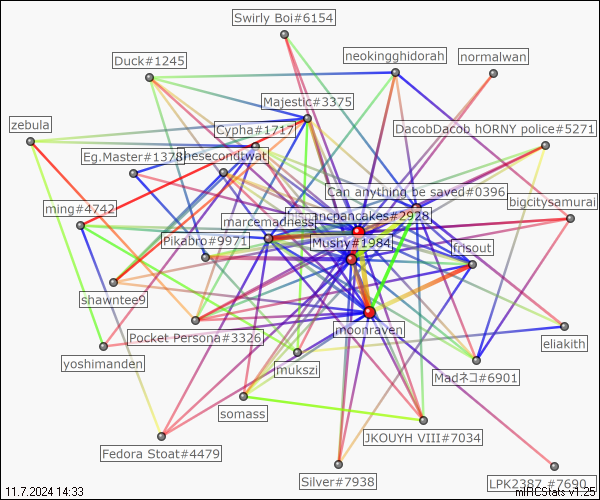 Swirly Boi#6154
neokingghidorah
normalwan
Duck#1245
Majestic#3375
zebula
Cypha#1717
DacobDacob hORNY police#5271
Eg.Master#1378
hesecondtwat
Can anything be saved#0396
ming#4742
bigcitysamurai
marcemadness
pancakes#2928
Pikabro#9971
Mushy#1984
frisout
shawntee9
moonraven
Pocket Persona#3326
eliakith
yoshimanden
mukszi
Madネコ#6901
somass
JKOUYH VIII#7034
Fedora Stoat#4479
Silver#7938
LPK2387_#7690
11.7.2024 14:33
mIRCStats v1.25